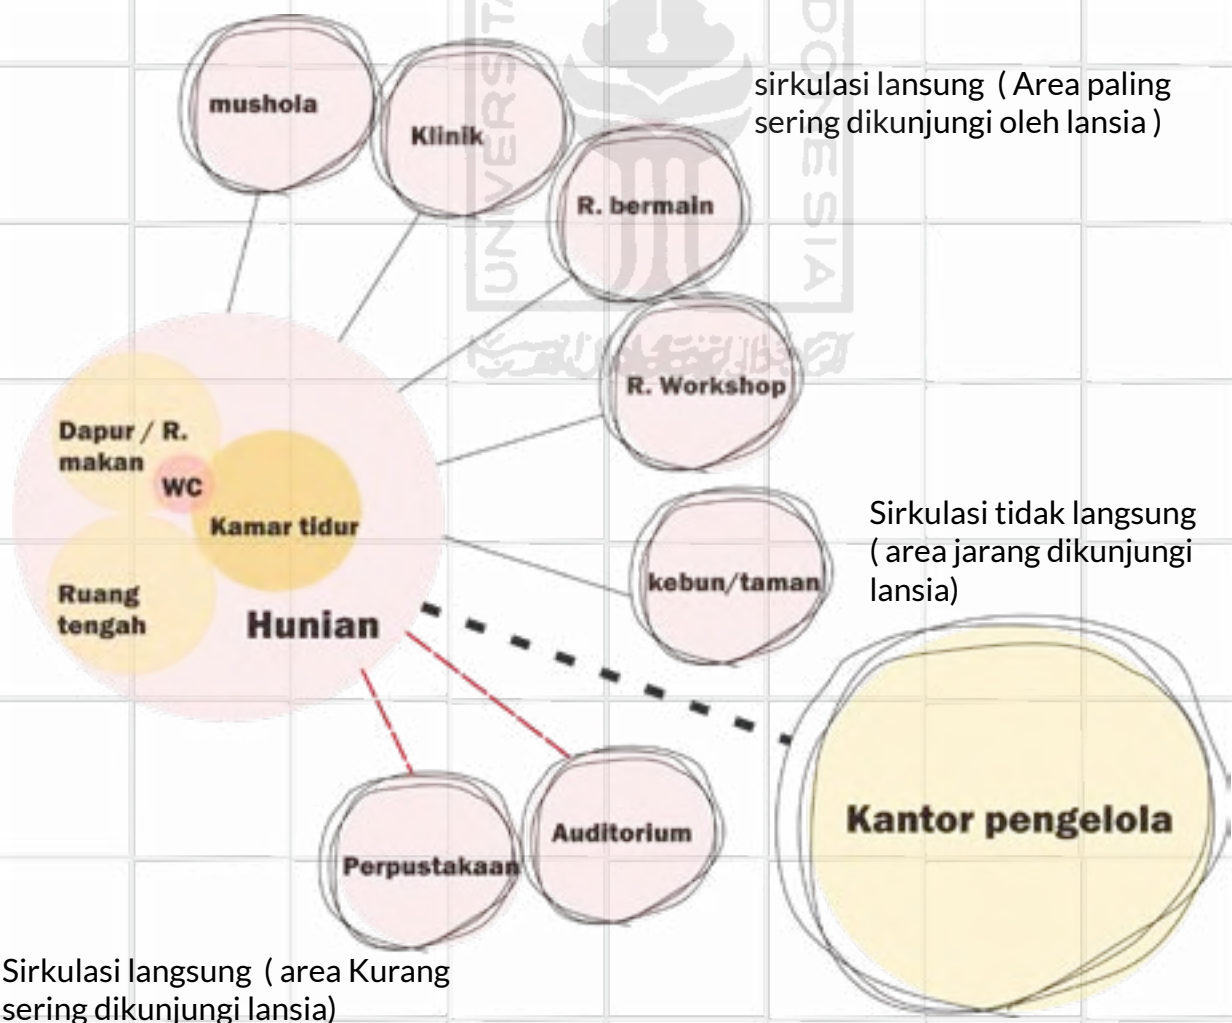 mushola
Klinik
sirkulasi lansung ( Area paling
sering dikunjungi oleh lansia )
R. bermain
R. Workshop
Dapur / R.
makan
WC
Kamar tidur
Ruang
tengah
Hunian
kebun/taman
Sirkulasi tidak langsung
( area jarang dikunjungi
lansia)
Kantor pengelola
Auditorium
Perpustakaan
Sirkulasi langsung ( area Kurang
sering dikunjungi lansia)